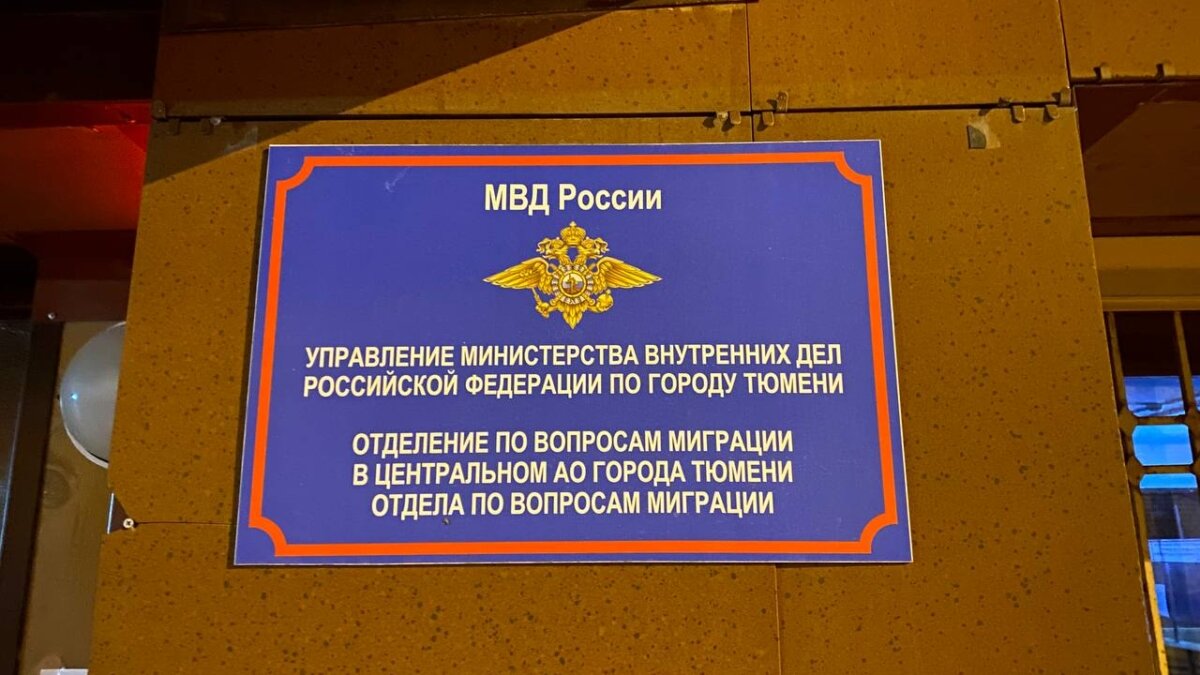 МВД России
УПРАВЛЕНИЕ МИНИСТЕРСТВА ВНУТРЕННИХ ДЕЛ
РОССИЙСКОЙ ФЕДЕРАЦИИ ПО ГОРОДУ ТЮМЕНИ
ОТДЕЛЕНИЕ ПО ВОПРОСАМ МИГРАЦИИ
В ЦЕНТРАЛЬНОМ АО ГОРОДА ТЮМЕНИ
ОТДЕЛА ПО ВОПРОСАМ МИГРАЦИИ